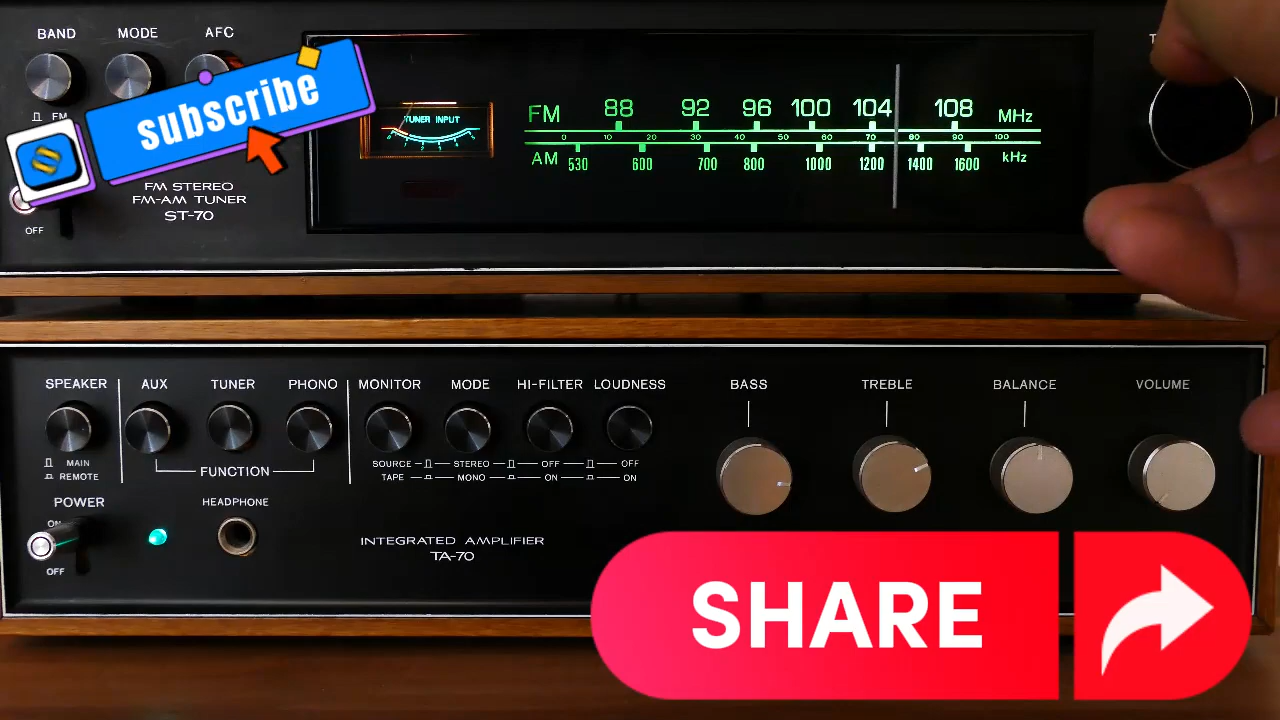 BAND MODE AFC
subscribe
FM
FM STEREO
FM-AM TUNER
ST-70
OFF
TUNER INPUT
FM 88 92 96 100 104 108 MHz
0 10 20 30 40 50 60 70 80 90 100
AM 530 600 700 800 1000 1200 1400 1600 kHz
SPEAKER AUX TUNER PHONO MONITOR MODE HI-FILTER LOUDNESS BASS TREBLE BALANCE VOLUME
MAIN
REMOTE
FUNCTION
SOURCE STEREO OFF OFF
TAPE MONO ON ON
POWER HEADPHONE
ON
OFF
INTEGRATED AMPLIFIER
TA-70
SHARE